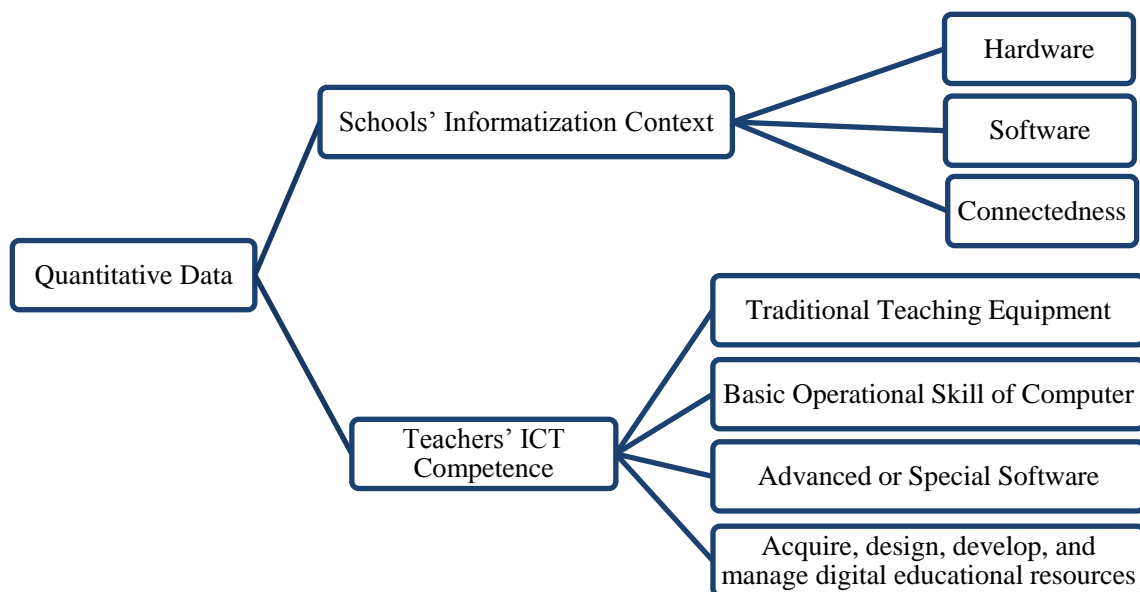 Quantitative Data
Schools’ Informatization Context
Hardware
Software
Connectedness
Teachers’ ICT
Competence
Traditional Teaching Equipment
Basic Operational Skill of Computer
Advanced or Special Software
Acquire, design, develop, and
manage digital educational resources